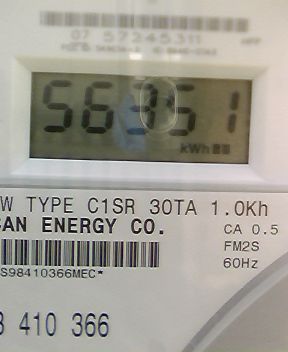 07 57245311
56351
kWh
W TYPE C1SR 30TA 1.0Kh
CAN ENERGY CO.
CA 0.5
FM2S
60Hz
S98410366MEC*
8 410 366